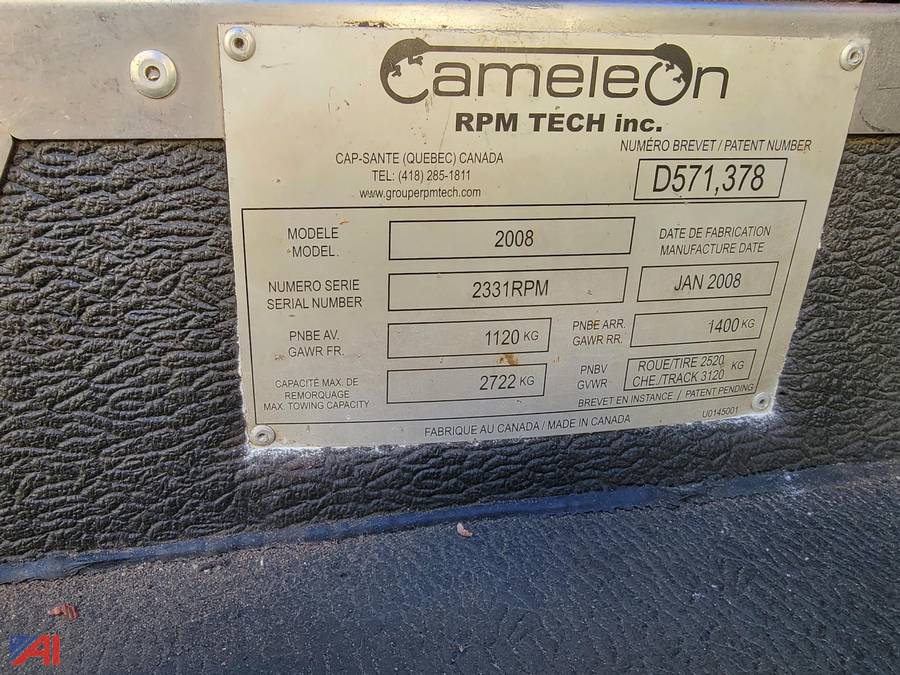 Cameleon
RPM TECH inc.
CAP-SANTE (QUEBEC) CANADA
TEL: (418) 285-1811
www.grouperpmtech.com
NUMÉRO BREVET / PATENT NUMBER
D571,378
MODELE
MODEL.
2008
DATE DE FABRICATION
MANUFACTURE DATE
NUMERO SERIE
SERIAL NUMBER
2331RPM
JAN 2008
PNBE AV.
GAWR FR.
1120 KG
PNBE ARR.
GAWR RR.
1400 KG
CAPACITÉ MAX. DE
REMORQUAGE
MAX. TOWING CAPACITY
2722 KG
PNBV
GVWR
ROUE/TIRE 2520
CHE./TRACK 3120
KG
BREVET EN INSTANCE / PATENT PENDING
FABRIQUE AU CANADA / MADE IN CANADA
U0145001
AI